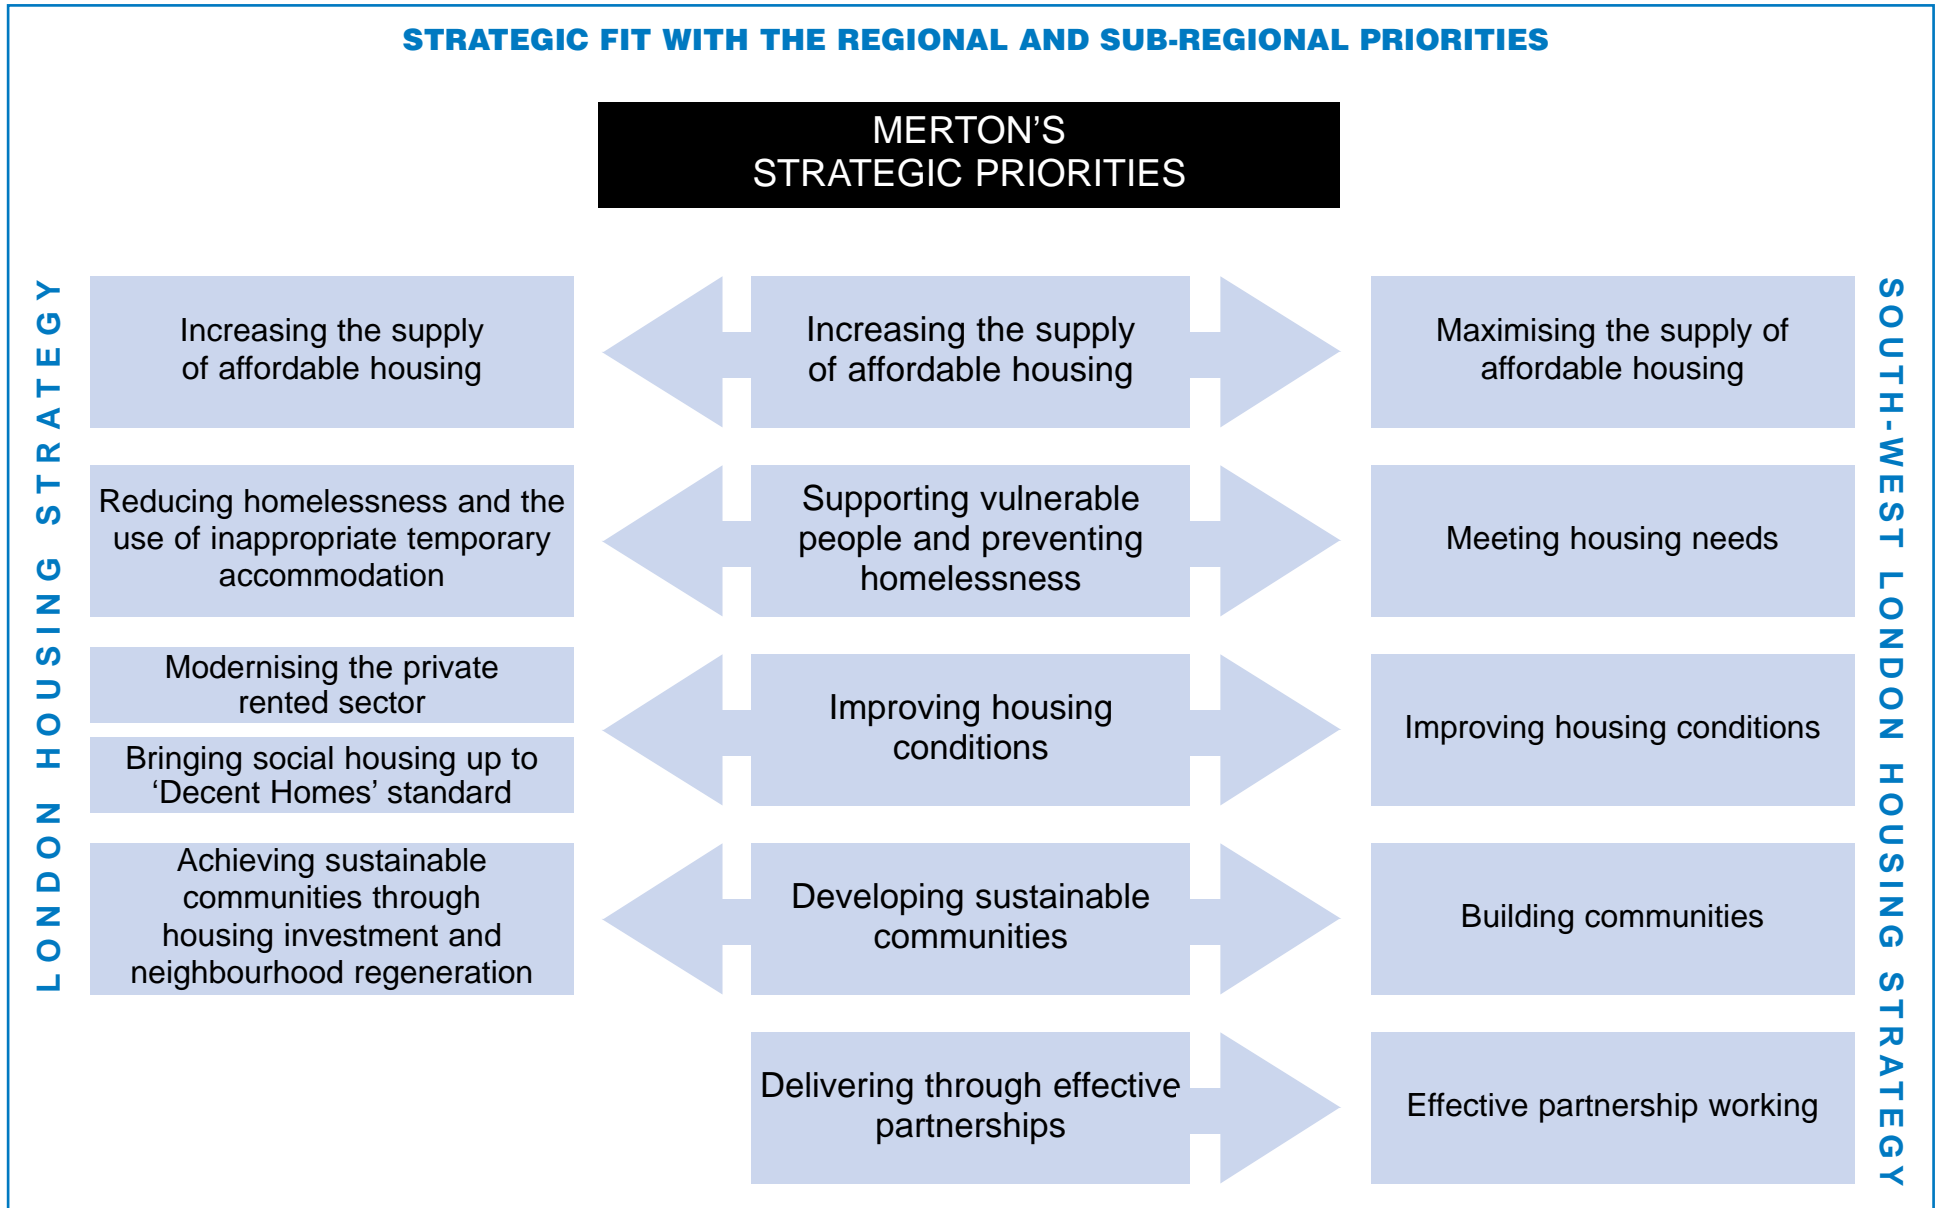 STRATEGIC FIT WITH THE REGIONAL AND SUB-REGIONAL PRIORITIES
MERTON’S
STRATEGIC PRIORITIES
LONDON HOUSING STRATEGY
Increasing the supply
of affordable housing
Increasing the supply
of affordable housing
Maximising the supply of
affordable housing
Reducing homelessness and the
use of inappropriate temporary
accommodation
Supporting vulnerable
people and preventing
homelessness
Meeting housing needs
Modernising the private
rented sector
Bringing social housing up to
‘Decent Homes’ standard
Improving housing
conditions
Improving housing conditions
Achieving sustainable
communities through
housing investment and
neighbourhood regeneration
Developing sustainable
communities
Building communities
Delivering through effective
partnerships
Effective partnership working
SOUTH-WEST LONDON HOUSING STRATEGY